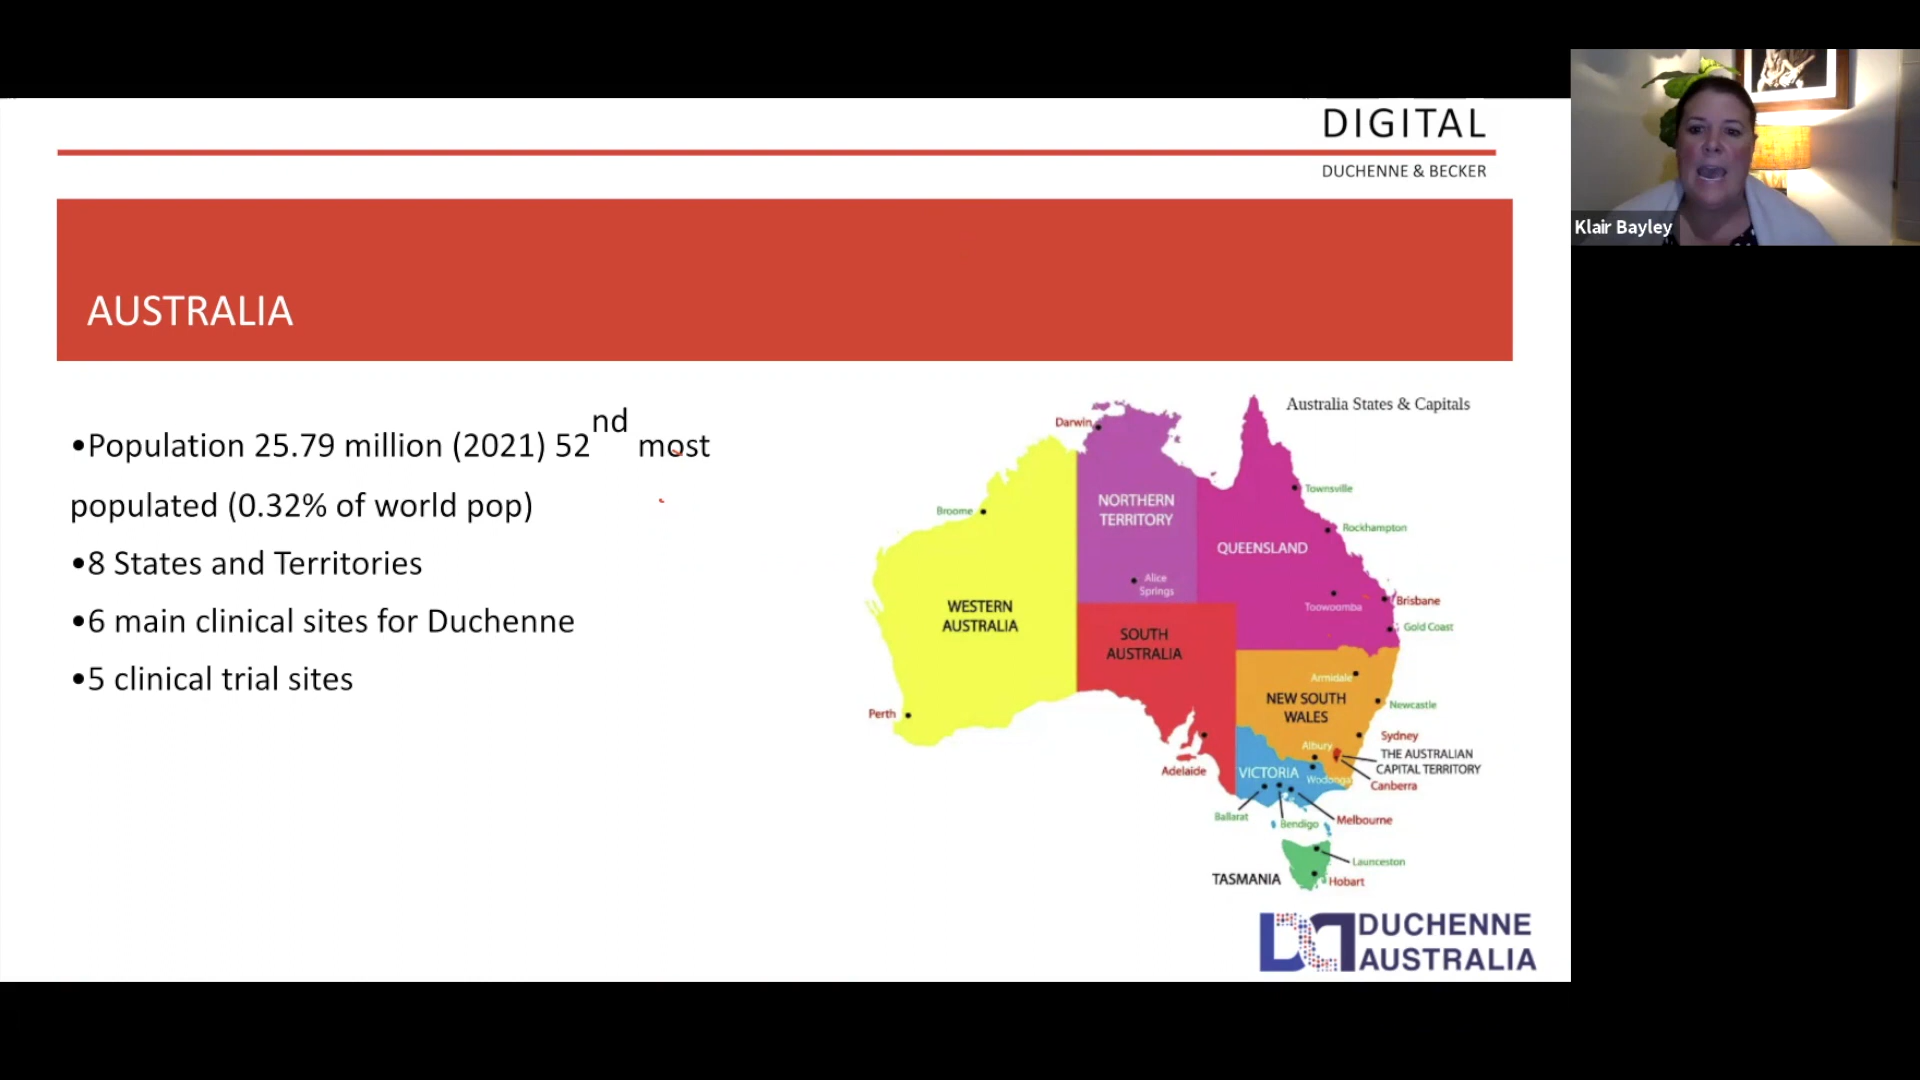 DIGITAL
DUCHENNE & BECKER
Klair Bayley
AUSTRALIA
•Population 25.79 million (2021) 52nd most
populated (0.32% of world pop)
•8 States and Territories
•6 main clinical sites for Duchenne
•5 clinical trial sites
Australia States & Capitals
Darwin
Townsville
NORTHERN
TERRITORY
Broome
Rockhampton
QUEENSLAND
Alice
Springs
WESTERN
AUSTRALIA
Toowoomba
Brisbane
Gold Coast
SOUTH
AUSTRALIA
Armidale
NEW SOUTH
WALES
Newcastle
Perth
Sydney
Albury
THE AUSTRALIAN
CAPITAL TERRITORY
Adelaide
VICTORIA
Wodonga
Canberra
Ballarat
Bendigo
Melbourne
Launceston
TASMANIA
Hobart
DUCHENNE
AUSTRALIA